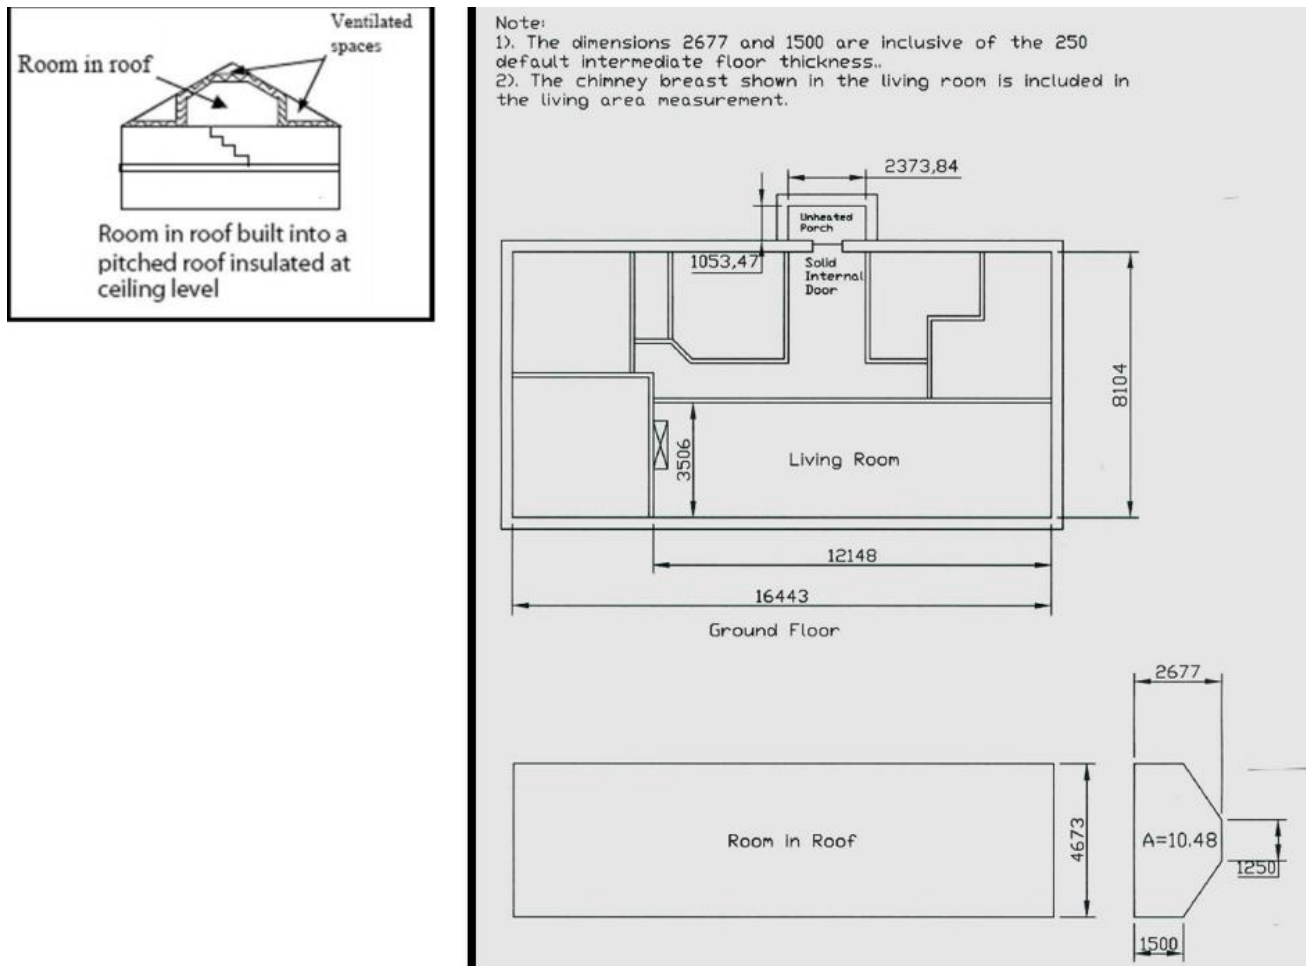 Ventilated
spaces
Room in roof
Room in roof built into a
pitched roof insulated at
ceiling level
Note:
1). The dimensions 2677 and 1500 are inclusive of the 250
default intermediate floor thickness..
2). The chimney breast shown in the living room is included in
the living area measurement.
2373,84
Unheated
Porch
1053,47
Solid
Internal
Door
8104
3506
Living Room
12148
16443
Ground Floor
2677
Room in Roof
4673
A=10.48
1250
1500